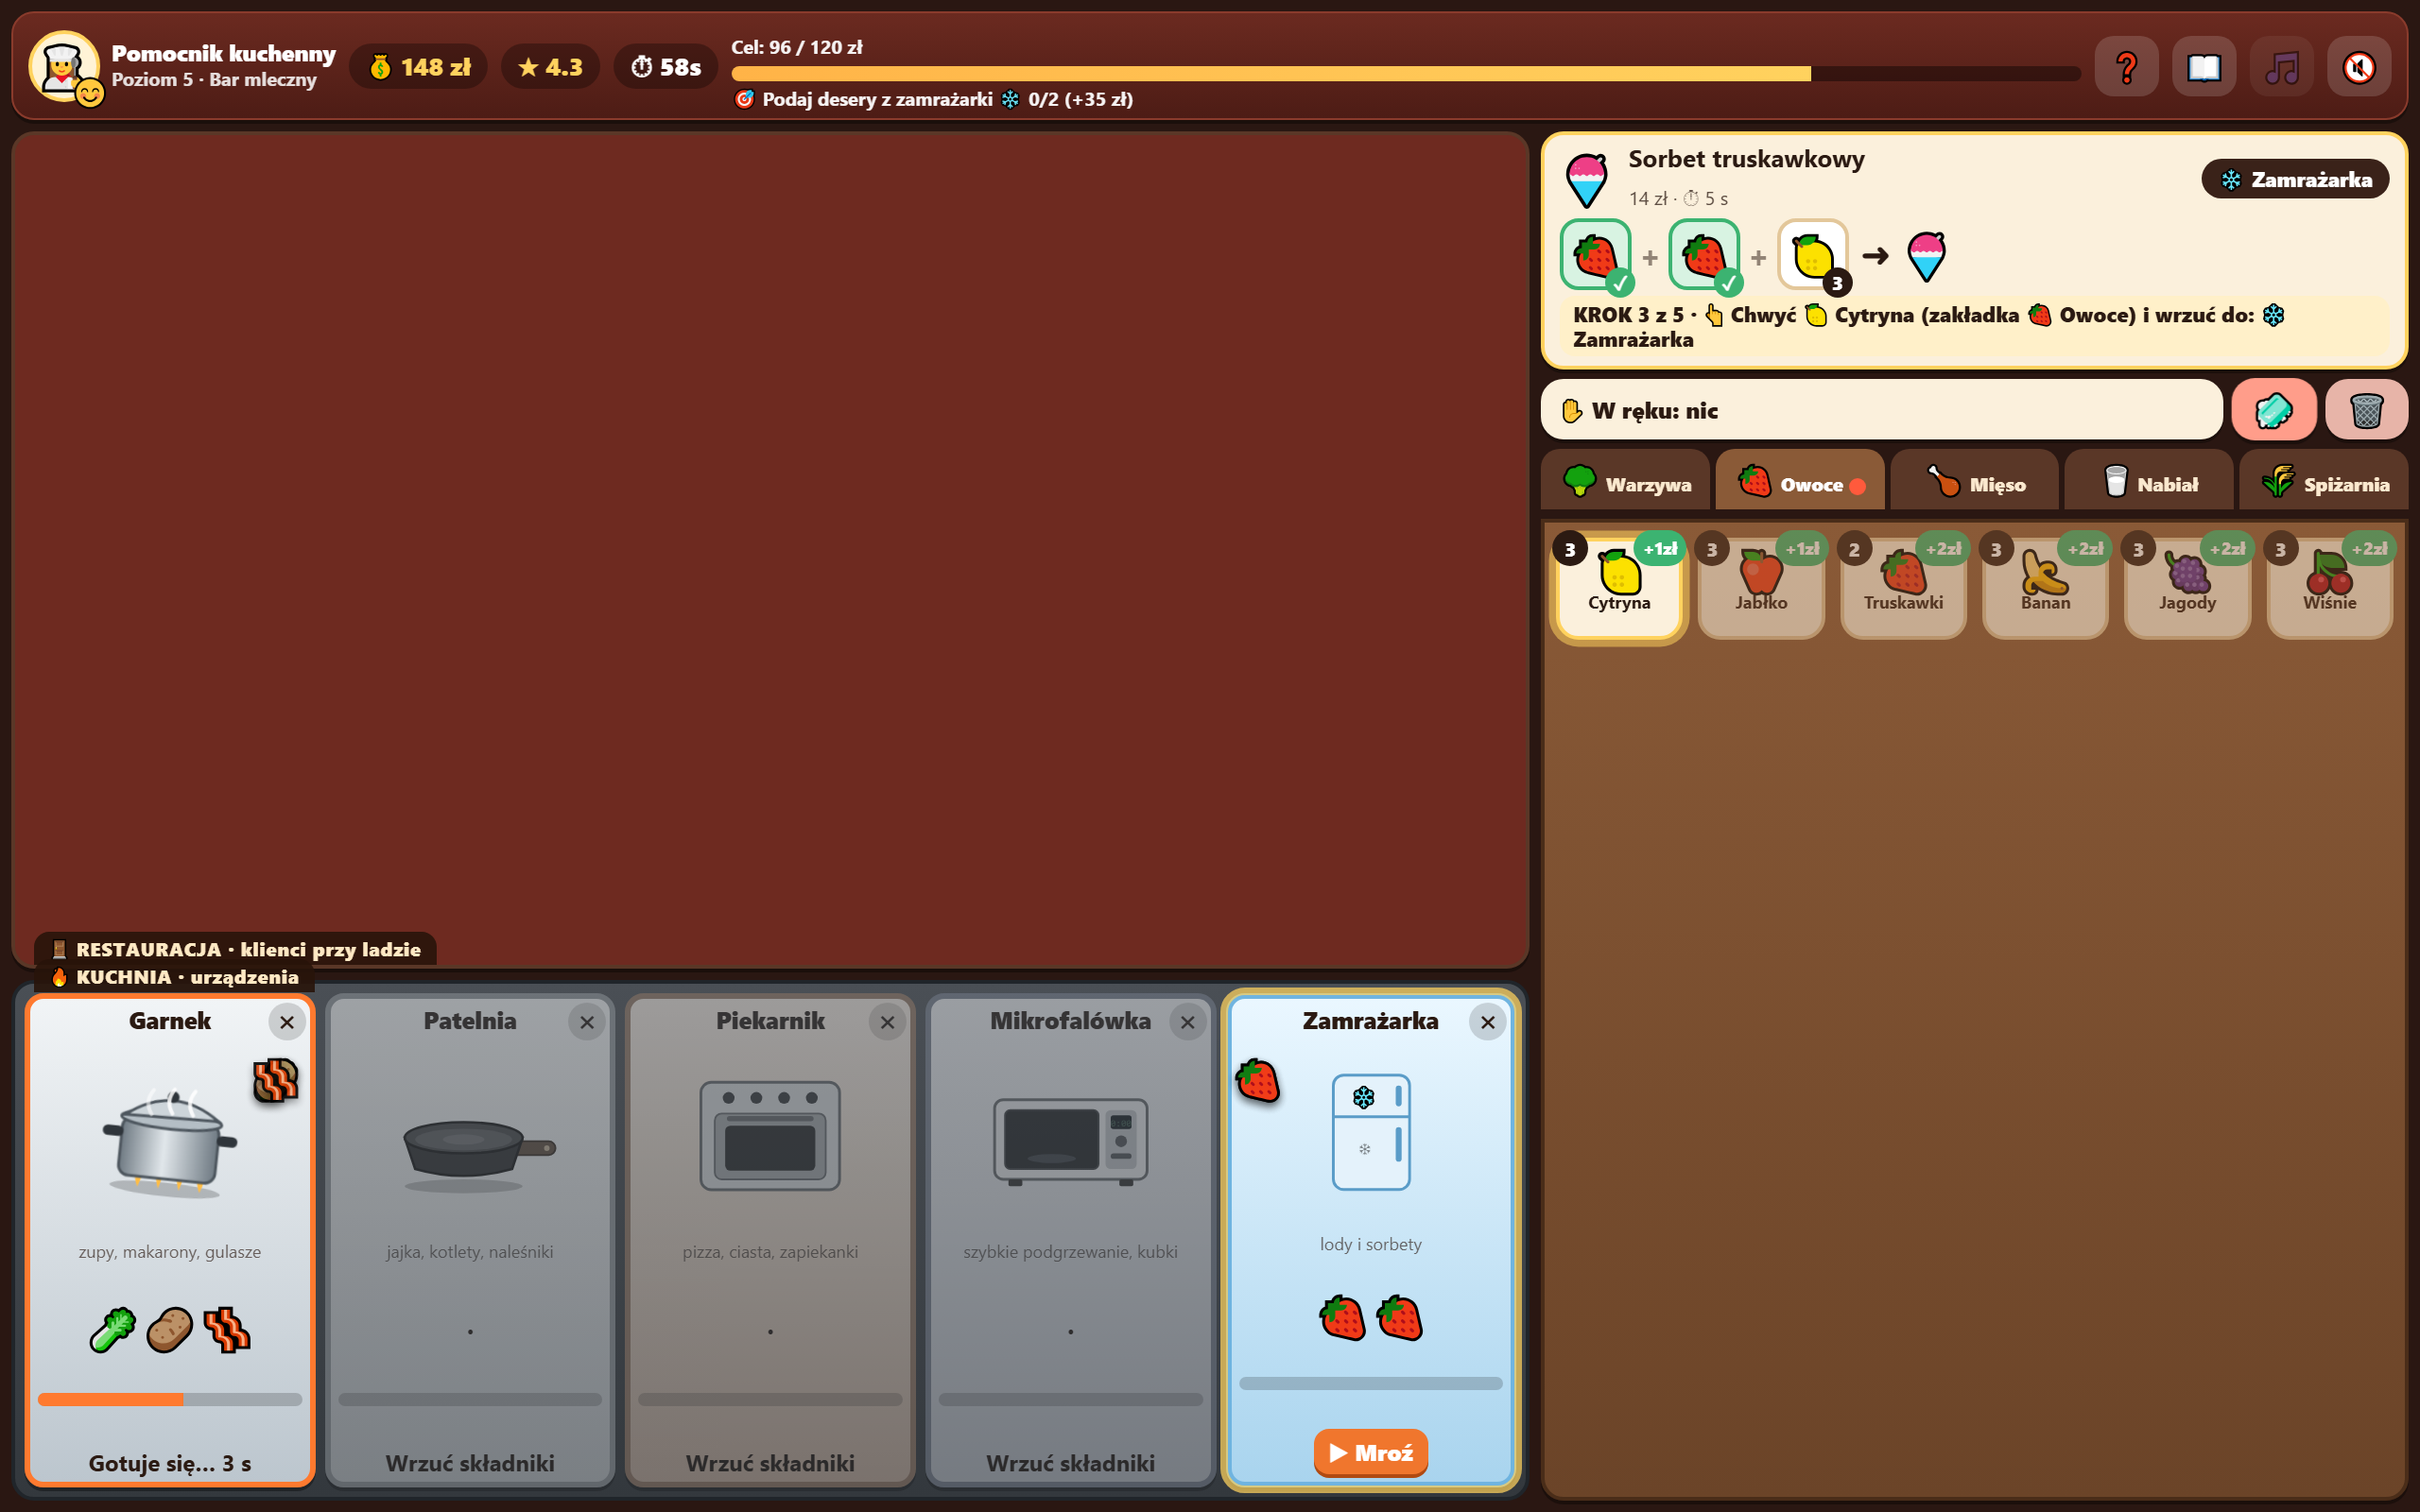 Pomocnik kuchenny
Poziom 5 · Bar mleczny
148 zł
★ 4.3
58s
Cel: 96 / 120 zł
Podaj desery z zamrażarki 0/2 (+35 zł)
Sorbet truskawkowy
14 zł · 5 s
Zamrażarka
+ + 3 →
KROK 3 z 5 · Chwyć Cytryna (zakładka Owoce) i wrzuć do:
Zamrażarka
W ręku: nic
Warzywa
Owoce
Mięso
Nabiał
Spiżarnia
3 +1zł
Cytryna
3 +1zł
Jabłko
2 +2zł
Truskawki
3 +2zł
Banan
3 +2zł
Jagody
3 +2zł
Wiśnie
RESTAURACJA · klienci przy ladzie
KUCHNIA · urządzenia
Garnek
zupy, makarony, gulasze
Gotuje się... 3 s
Patelnia
jajka, kotlety, naleśniki
Wrzuć składniki
Piekarnik
pizza, ciasta, zapiekanki
Wrzuć składniki
Mikrofalówka
szybkie podgrzewanie, kubki
Wrzuć składniki
Zamrażarka
lody i sorbety
Mroź